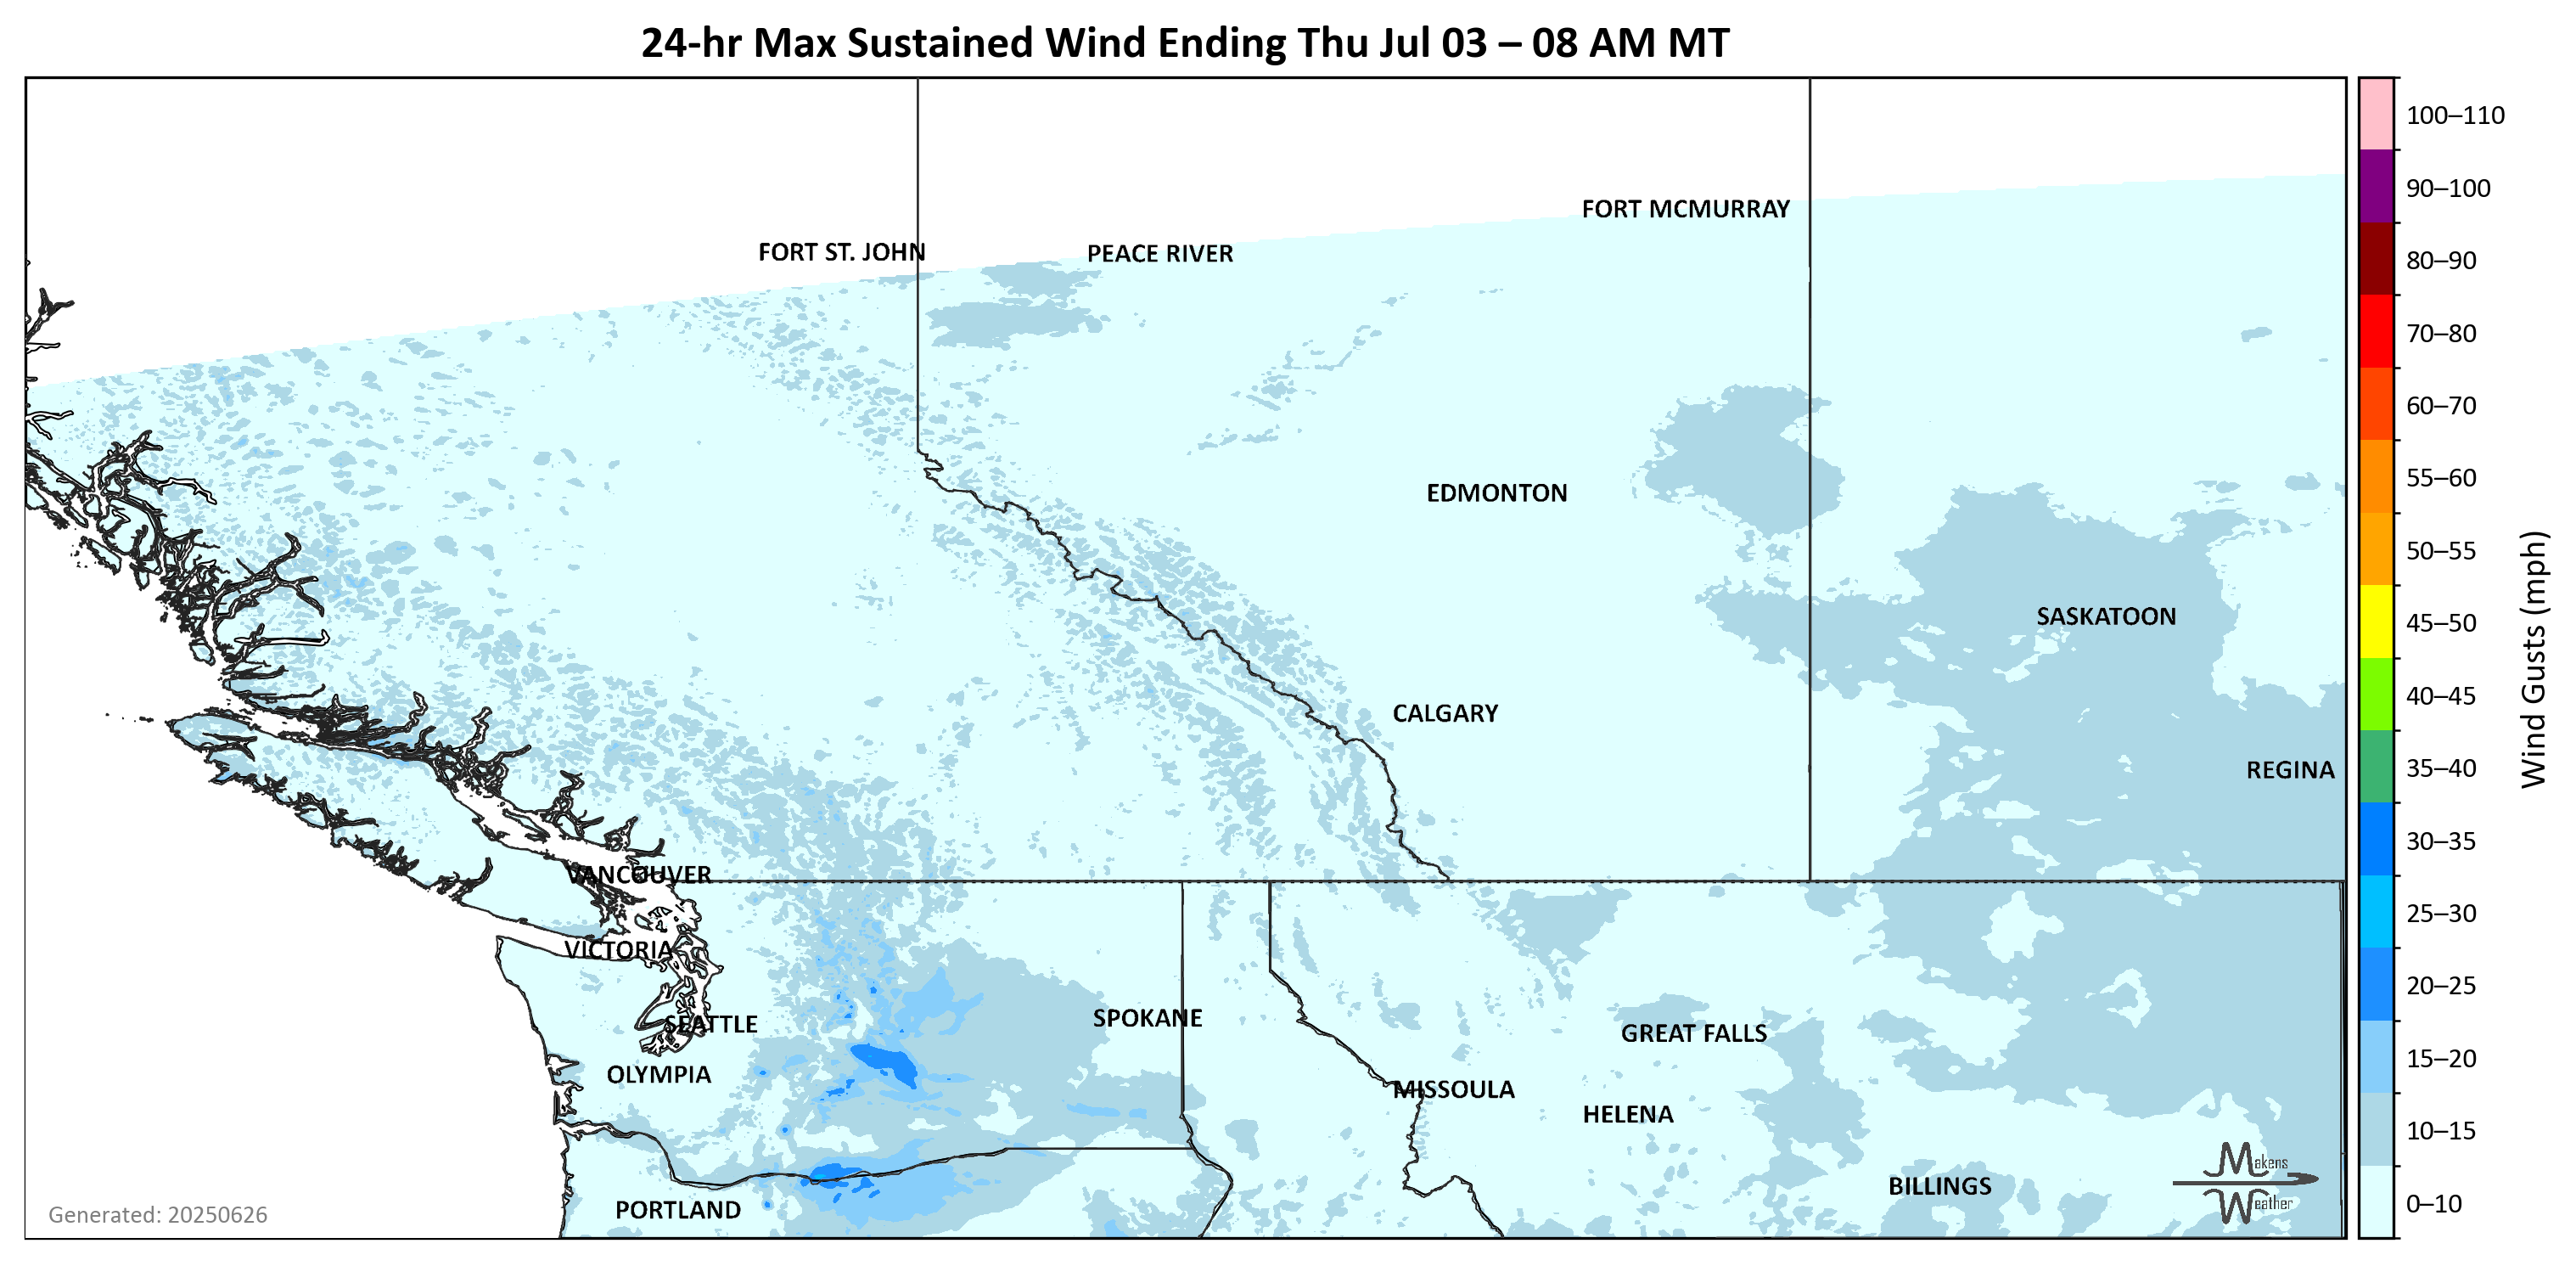 24-hr Max Sustained Wind Ending Thu Jul 03 – 08 AM MT
FORT MCMURRAY
FORT ST. JOHN
PEACE RIVER
EDMONTON
SASKATOON
CALGARY
REGINA
VANCOUVER
VICTORIA
SPOKANE
SEATTLE
GREAT FALLS
OLYMPIA
MISSOULA
HELENA
BILLINGS
PORTLAND
Makens
Weather
Generated: 20250626
100–110
90–100
80–90
70–80
60–70
55–60
50–55
45–50
40–45
35–40
30–35
25–30
20–25
15–20
10–15
0–10
Wind Gusts (mph)